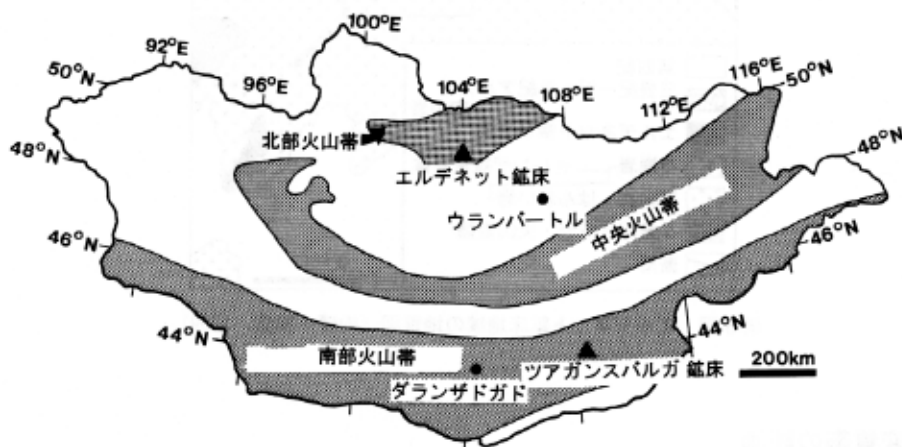 100°E
92°E
50°N
96°E
104°E
108°E
112°E
116°E
50°N
北部火山帯
48°N
48°N
エルデネット鉱床
ウランバートル
中央火山帯
46°N
46°N
44°N
44°N
南部火山帯
ツアガンスバルガ 鉱床
200km
ダランザドガド